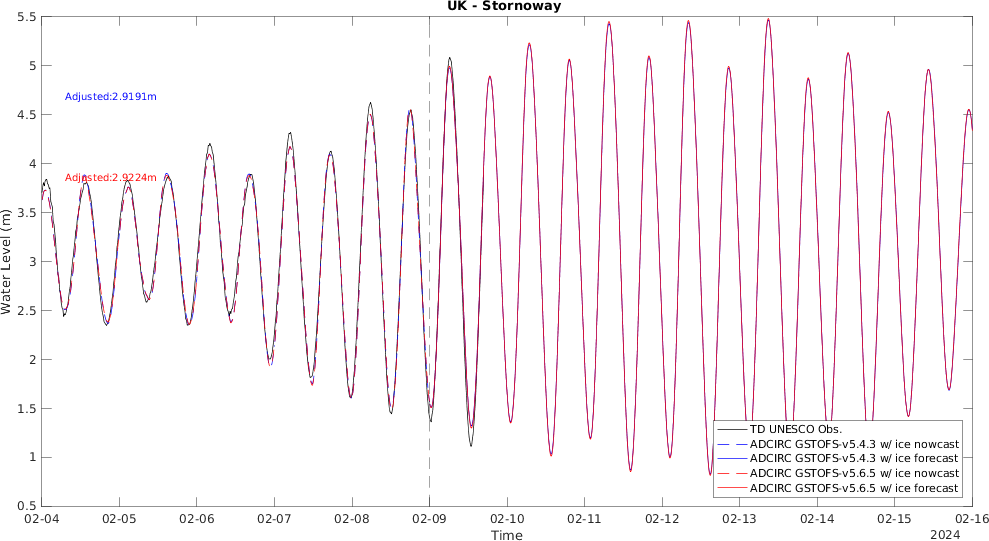 UK - Stornoway
5.5
5
4.5
4
3.5
3
2.5
2
1.5
1
0.5
Water Level (m)
Adjusted:2.9191m
Adjusted:2.9224m
TD UNESCO Obs.
ADCIRC GSTOFS-v5.4.3 w/ ice nowcast
ADCIRC GSTOFS-v5.4.3 w/ ice forecast
ADCIRC GSTOFS-v5.6.5 w/ ice nowcast
ADCIRC GSTOFS-v5.6.5 w/ ice forecast
02-04 02-05 02-06 02-07 02-08 02-09 02-10 02-11 02-12 02-13 02-14 02-15 02-16
Time
2024